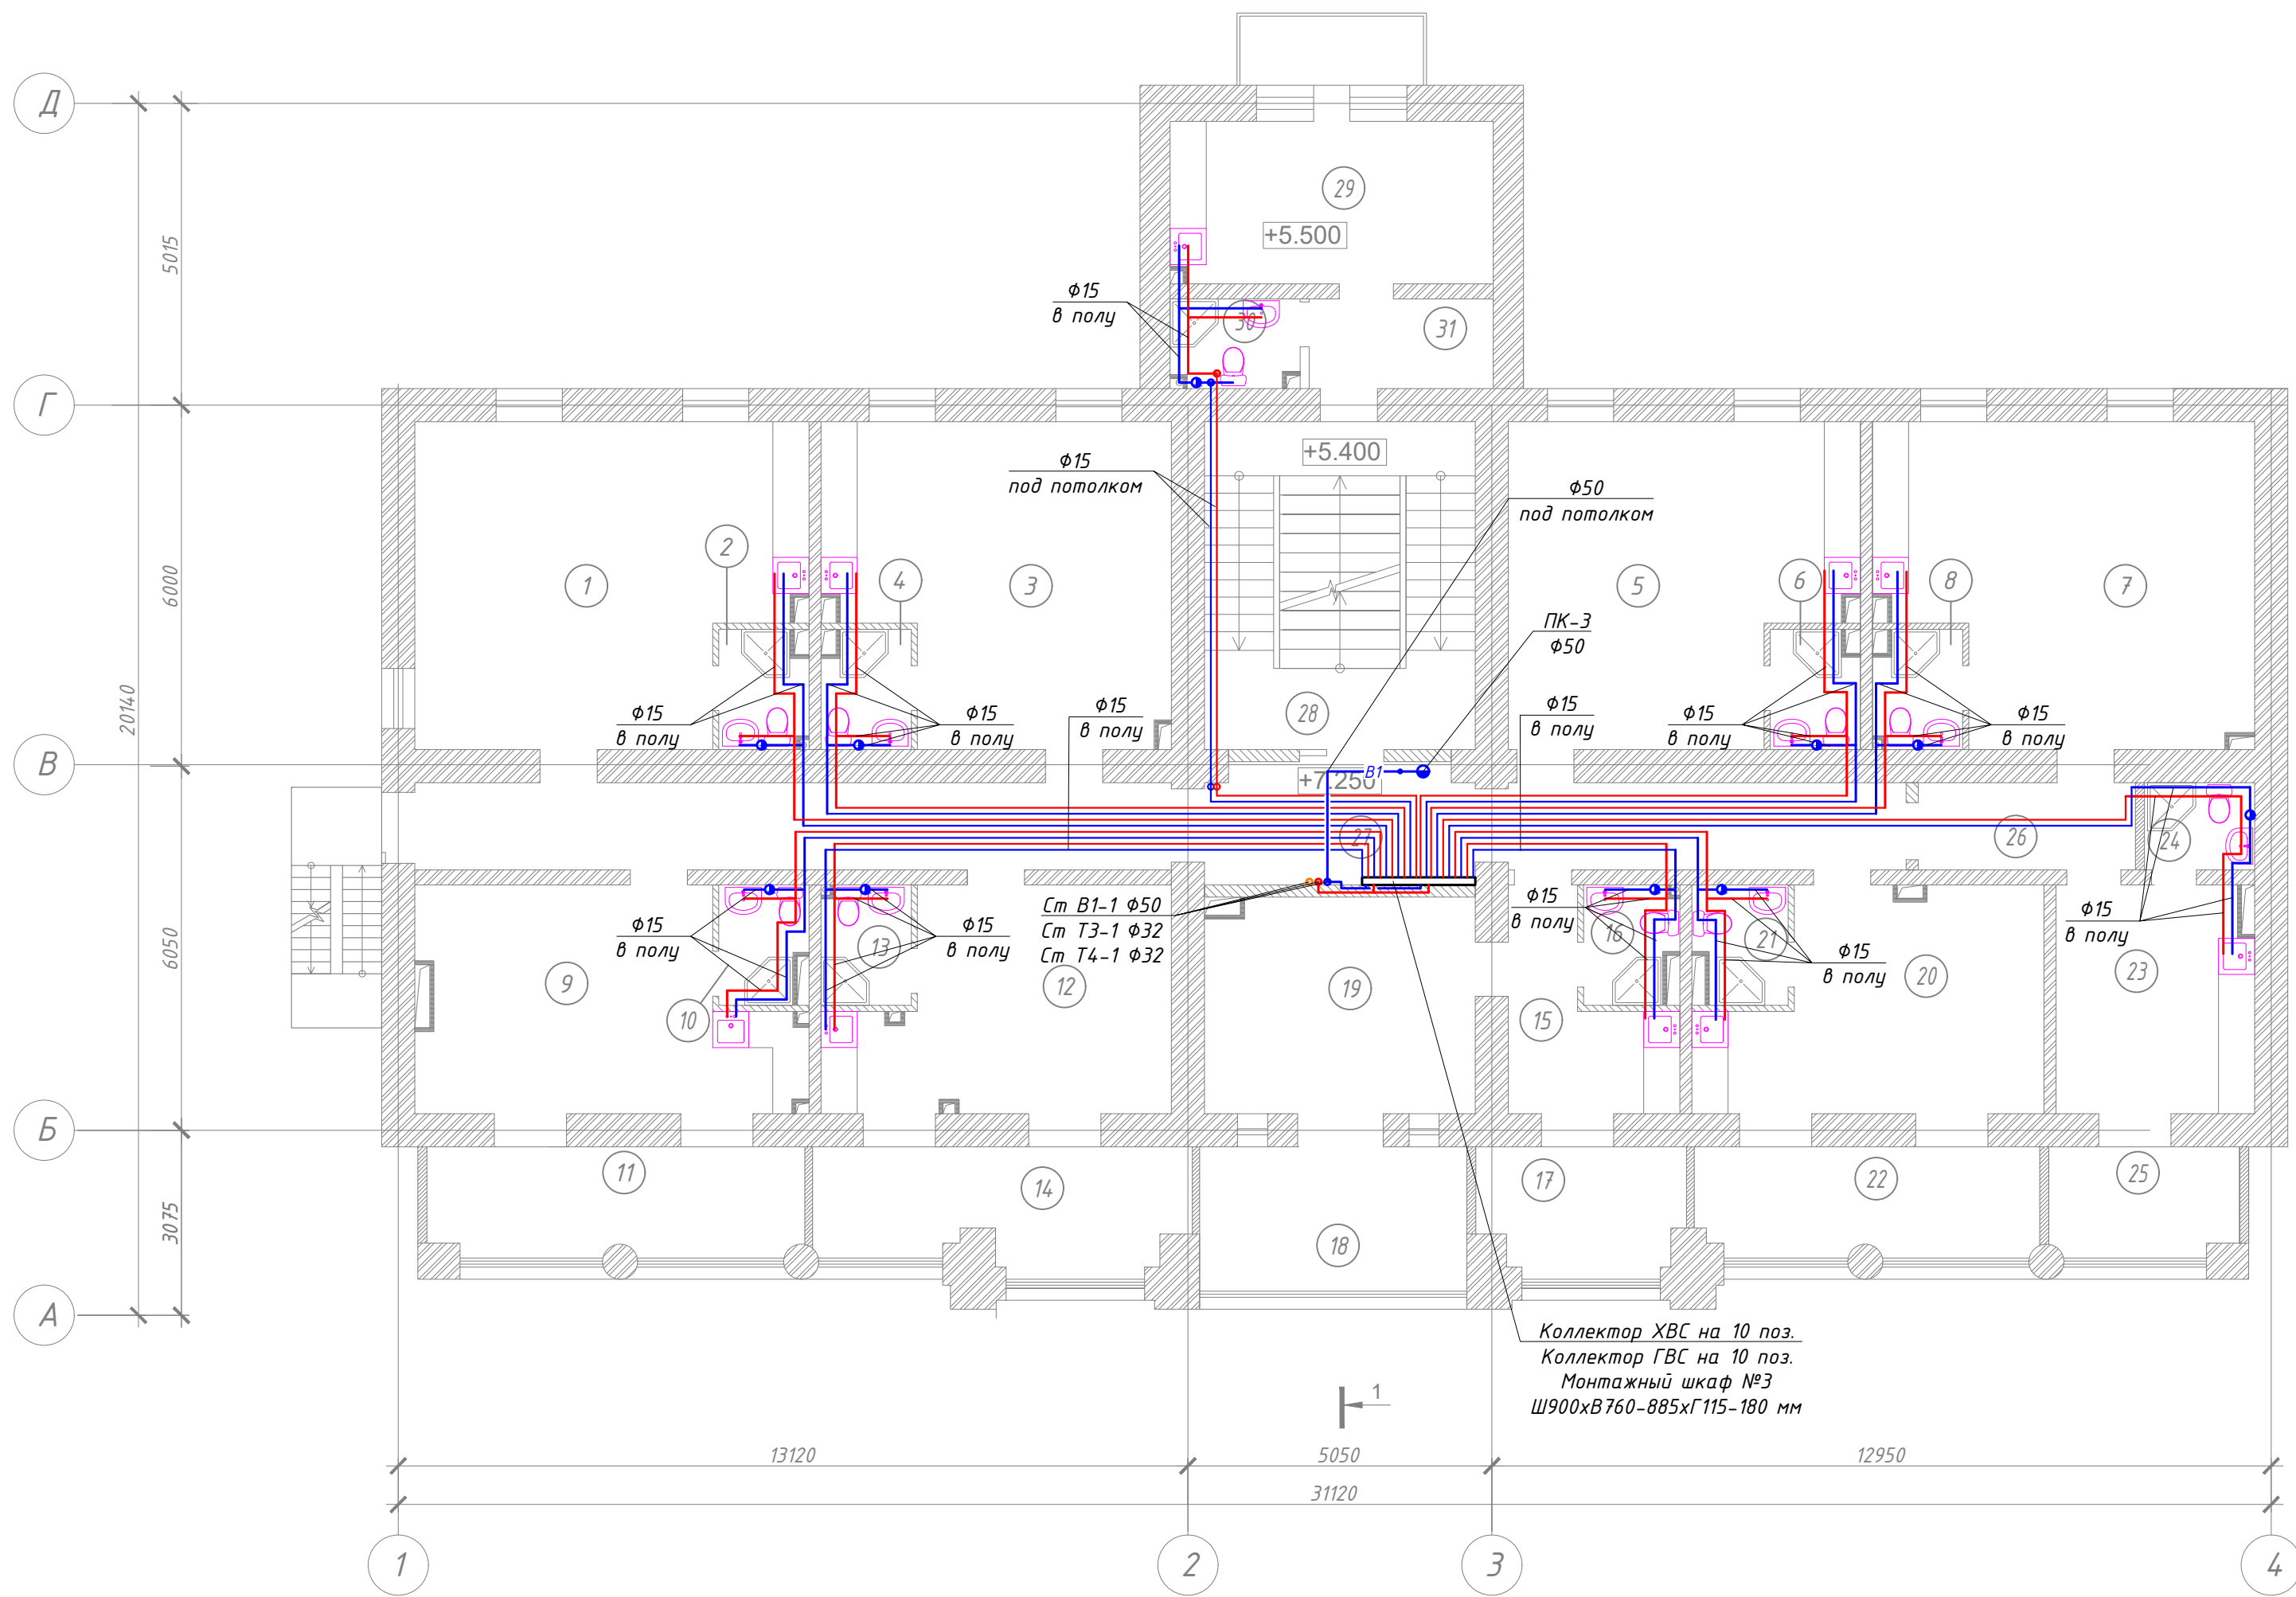 Д
29
+5.500
5015
Ф15
в полу
30
31
Г
+5.400
Ф15
под потолком
Ф50
под потолком
2
4
6
8
1
3
5
7
6000
ПК-3
Ф50
20140
28
Ф15
в полу
Ф15
в полу
Ф15
в полу
Ф15
в полу
Ф15
в полу
Ф15
в полу
В
В1
+7.250
27
26
24
Ст В1-1 Ф50
Ст Т3-1 Ф32
Ст Т4-1 Ф32
Ф15
в полу
Ф15
в полу
Ф15
в полу
Ф15
в полу
Ф15
в полу
13
16
21
6050
9
10
12
19
15
20
23
Б
11
14
17
22
25
3075
18
А
Коллектор ХВС на 10 поз.
Коллектор ГВС на 10 поз.
Монтажный шкаф №3
Ш900хВ760-885хГ115-180 мм
1
13120
5050
12950
31120
1
2
3
4